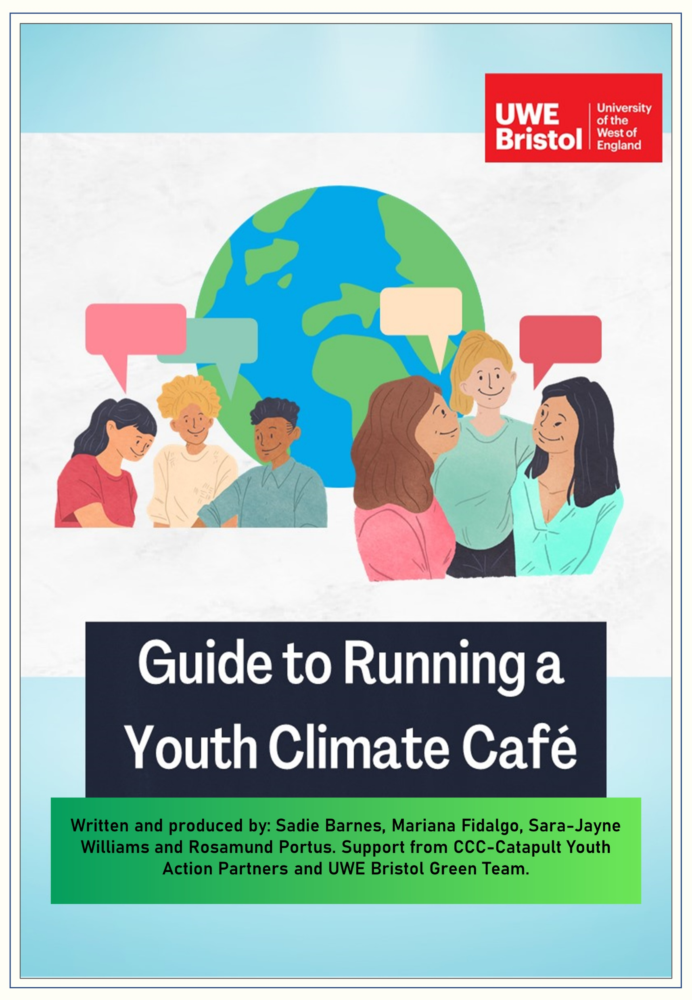 UWE
Bristol
University
of the
West of
England
Guide to Running a
Youth Climate Café
Written and produced by: Sadie Barnes, Mariana Fidalgo, Sara-Jayne
Williams and Rosamund Portus. Support from CCC-Catapult Youth
Action Partners and UWE Bristol Green Team.